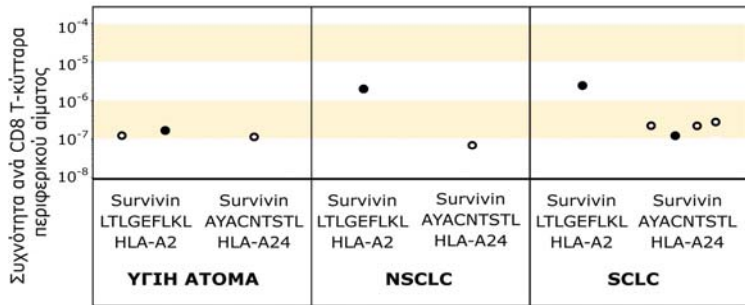 Συχνότητα ανά CD8 Τ-κύτταρα
περιφερικού αίματος
10-4
10-5
10-6
10-7
10-8
Survivin
LTLGEFLKL
HLA-A2
Survivin
AYACNTSTL
HLA-A24
ΥΓΙΗ ΑΤΟΜΑ
Survivin
LTLGEFLKL
HLA-A2
Survivin
AYACNTSTL
HLA-A24
NSCLC
Survivin
LTLGEFLKL
HLA-A2
Survivin
AYACNTSTL
HLA-A24
SCLC